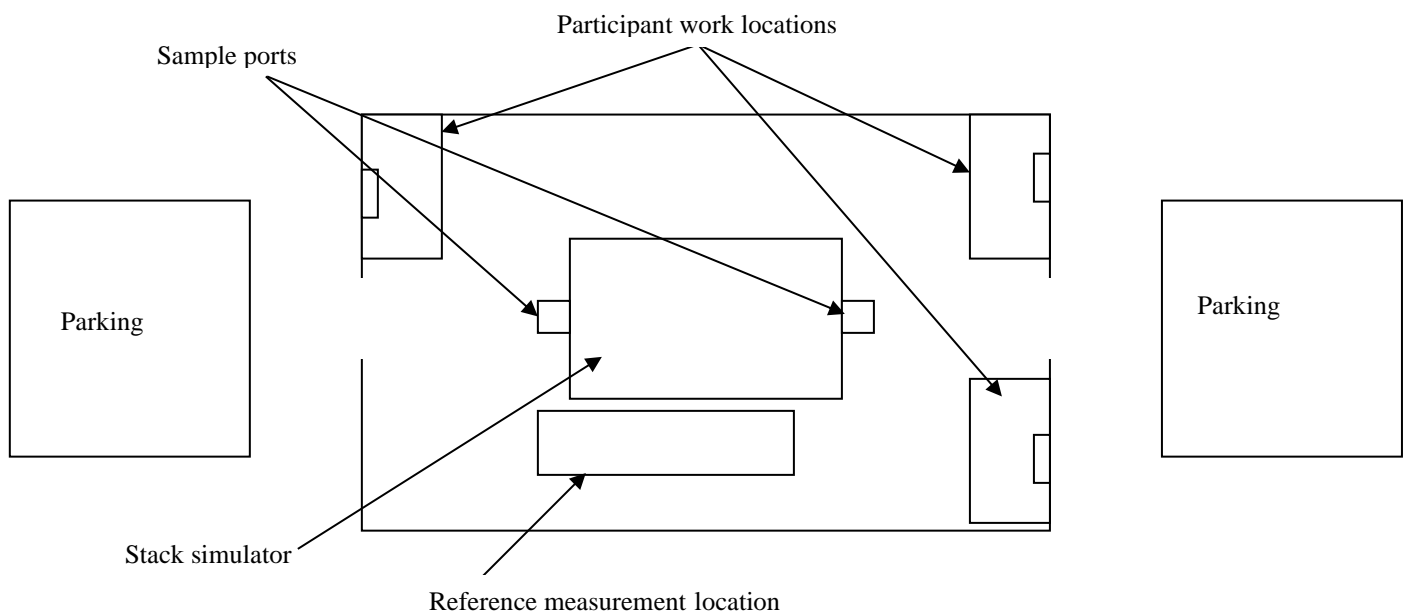 Participant work locations
Sample ports
Parking
Parking
Stack simulator
Reference measurement location